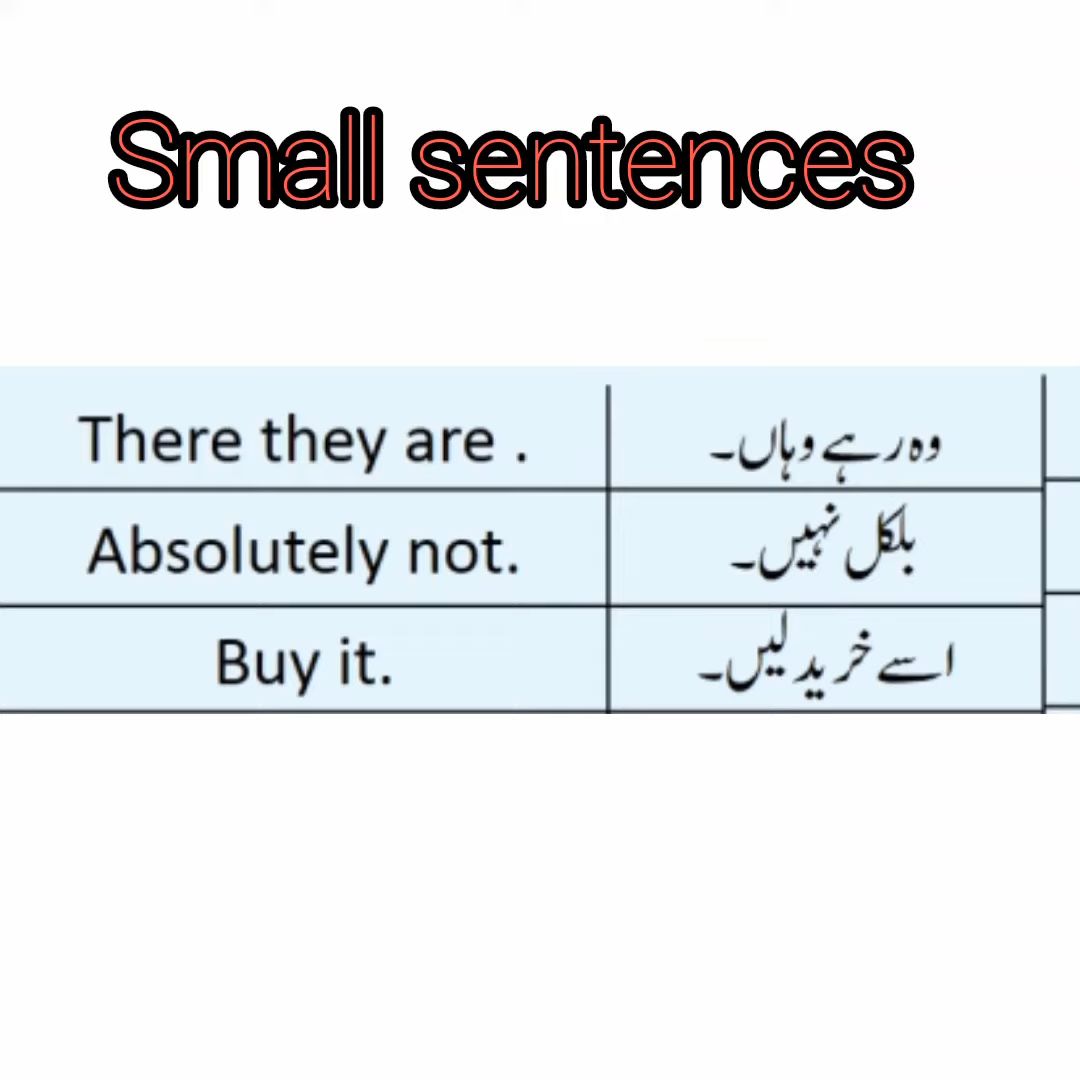 Small sentences
There they are . وہ رہے وہاں۔
Absolutely not. بلکل نہیں۔
Buy it. اسے خرید لیں۔